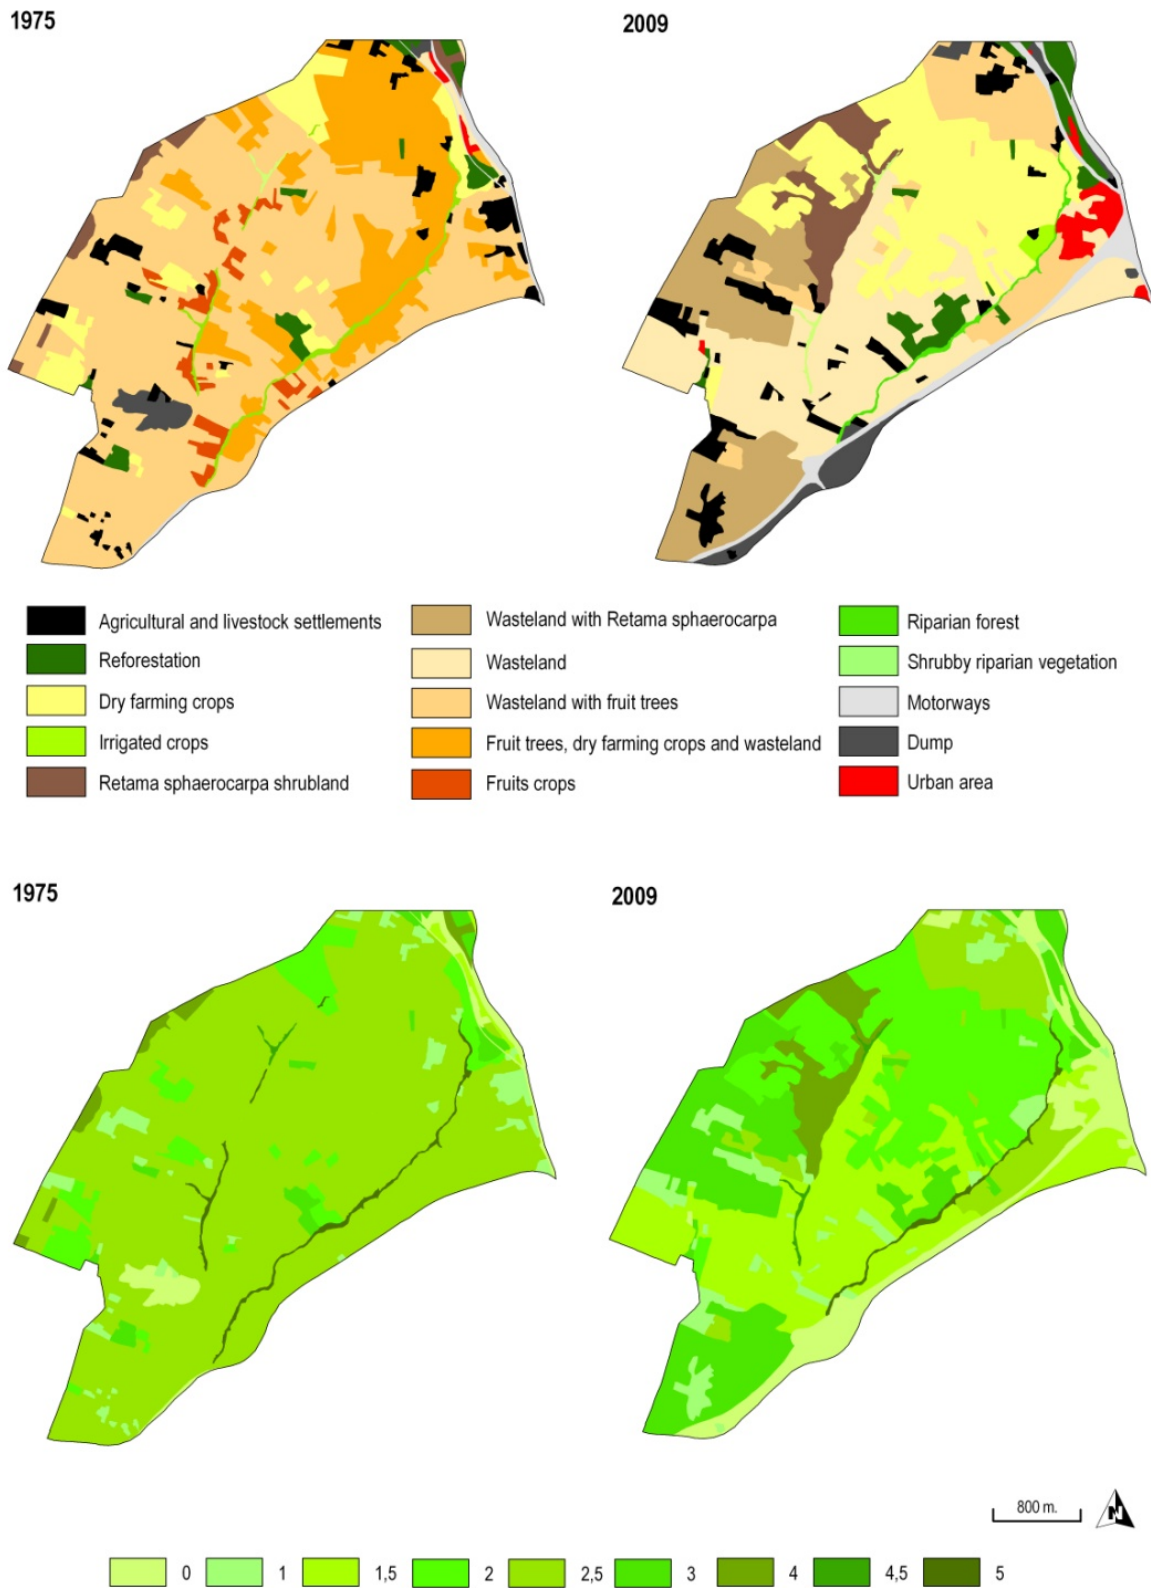 1975
2009
Agricultural and livestock settlements
Reforestation
Dry farming crops
Irrigated crops
Retama sphaerocarpa shrubland
Wasteland with Retama sphaerocarpa
Wasteland
Wasteland with fruit trees
Fruit trees, dry farming crops and wasteland
Fruits crops
Riparian forest
Shrubby riparian vegetation
Motorways
Dump
Urban area
1975
2009
800 m.
N
0 1 1,5 2 2,5 3 4 4,5 5